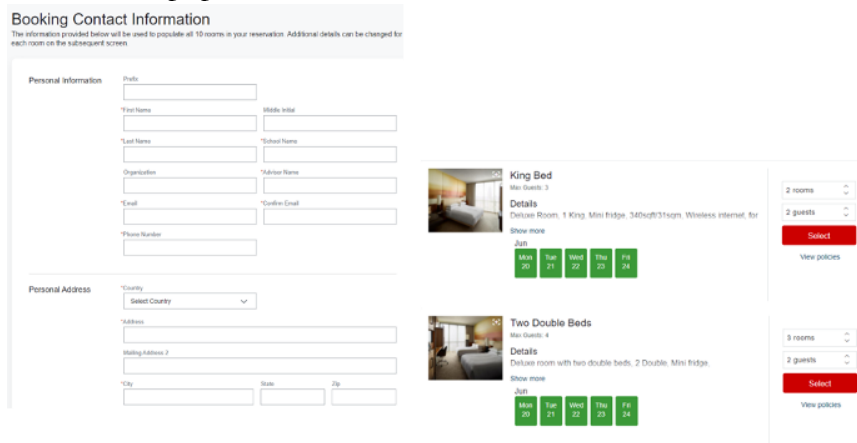 Booking Contact Information
The information provided below will be used to populate all 10 rooms in your reservation. Additional details can be changed for
each room on the subsequent screen.
Personal Information
Prefix
*First Name
Middle Initial
*Last Name
*School Name
Organization
*Advisor Name
*Email
*Confirm Email
*Phone Number
Personal Address
*Country
Select Country
*Address
Mailing Address 2
*City
State
Zip
King Bed
Max Guests: 3
Details
Deluxe Room, 1 King, Mini fridge, 340sqft/31sqm, Wireless internet, for
Show more
Jun
Mon Tue Wed Thu Fri
20 21 22 23 24
2 rooms
2 guests
Select
View policies
Two Double Beds
Max Guests: 4
Details
Deluxe room with two double beds, 2 Double, Mini fridge,
Show more
Jun
Mon Tue Wed Thu Fri
20 21 22 23 24
3 rooms
2 guests
Select
View policies